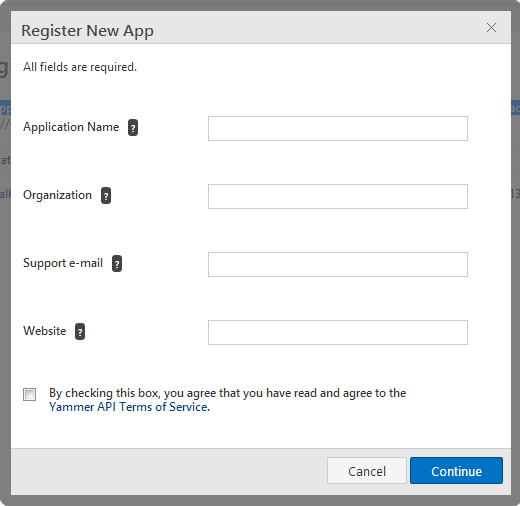 Register New App
All fields are required.
Application Name ?
Organization ?
Support e-mail ?
Website ?
By checking this box, you agree that you have read and agree to the
Yammer API Terms of Service.
Cancel Continue